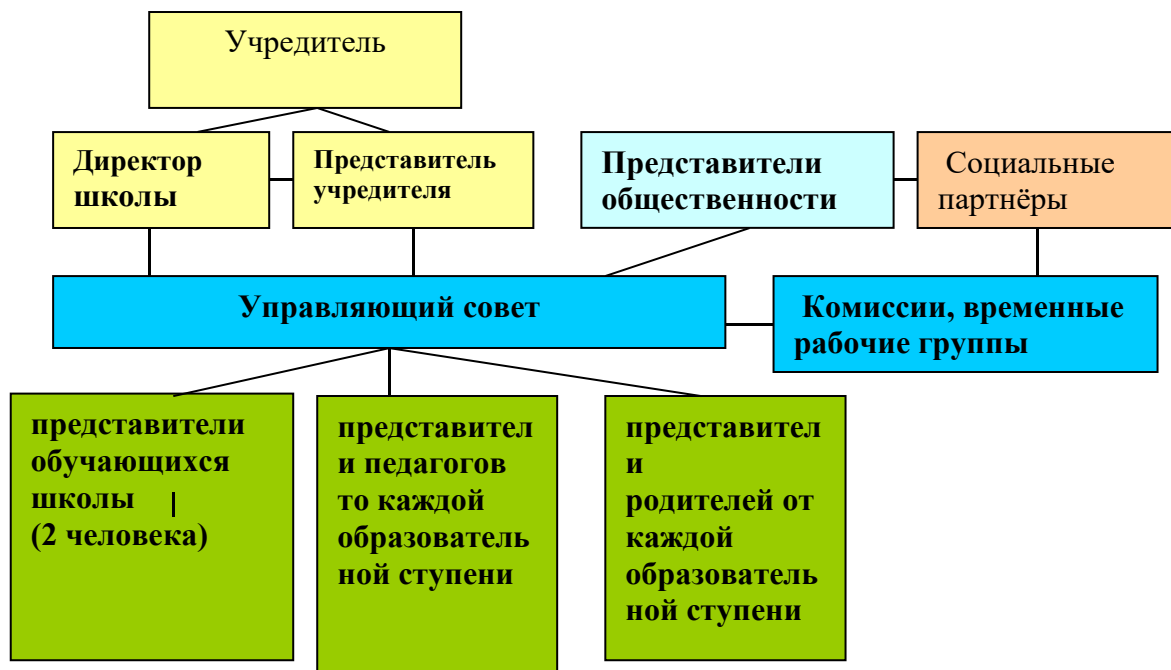 Учредитель
Директор
школы
Представитель
учредителя
Представители
общественности
Социальные
партнёры
Управляющий совет
Комиссии, временные
рабочие группы
представители
обучающихся
школы
(2 человека)
представител
и педагогов
то каждой
образователь
ной ступени
представител
и
родителей от
каждой
образователь
ной ступени